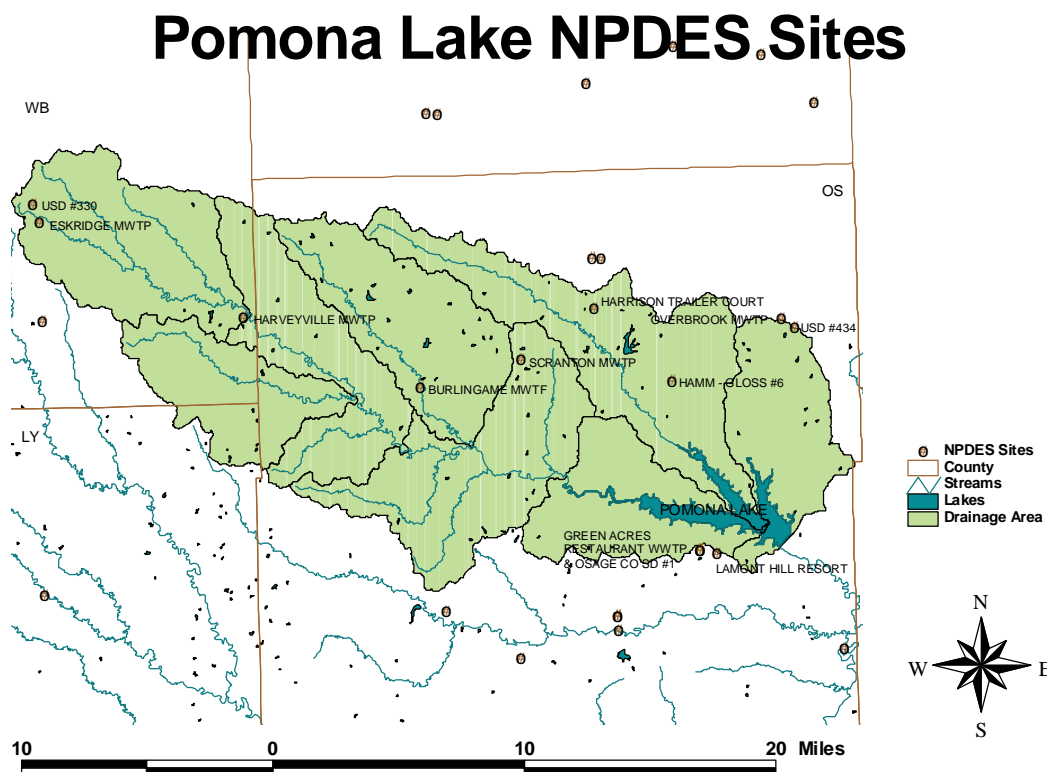 Pomona Lake NPDES Sites
WB
OS
USD #330
ESKRIDGE MWTP
HARRISON TRAILER COURT
HARVEYVILLE MWTP
OVERBROOK MWTP
USD #434
SCRANTON MWTP
HAMM - GLOSS #6
BURLINGAME MWTF
LY
NPDES Sites
County
Streams
Lakes
Drainage Area
POMONA LAKE
GREEN ACRES
RESTAURANT WWTP
& OSAGE CO SD #1
LAMONT HILL RESORT
N
W E
S
10 0 10 20 Miles